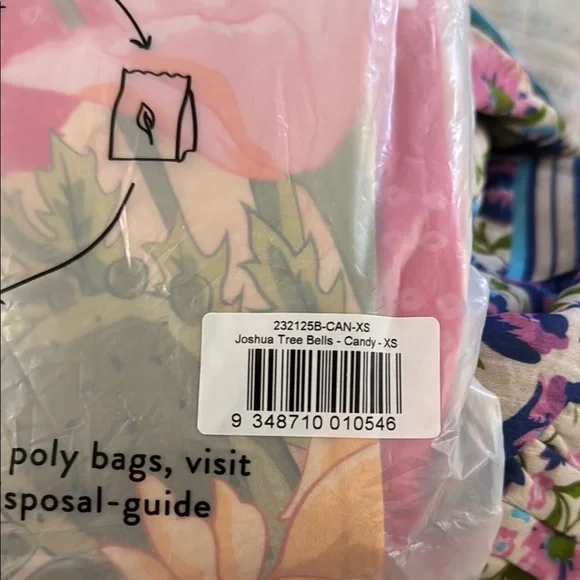 232125B-CAN-XS
Joshua Tree Bells - Candy - XS
9 348710 010546
poly bags, visit
sposal-guide